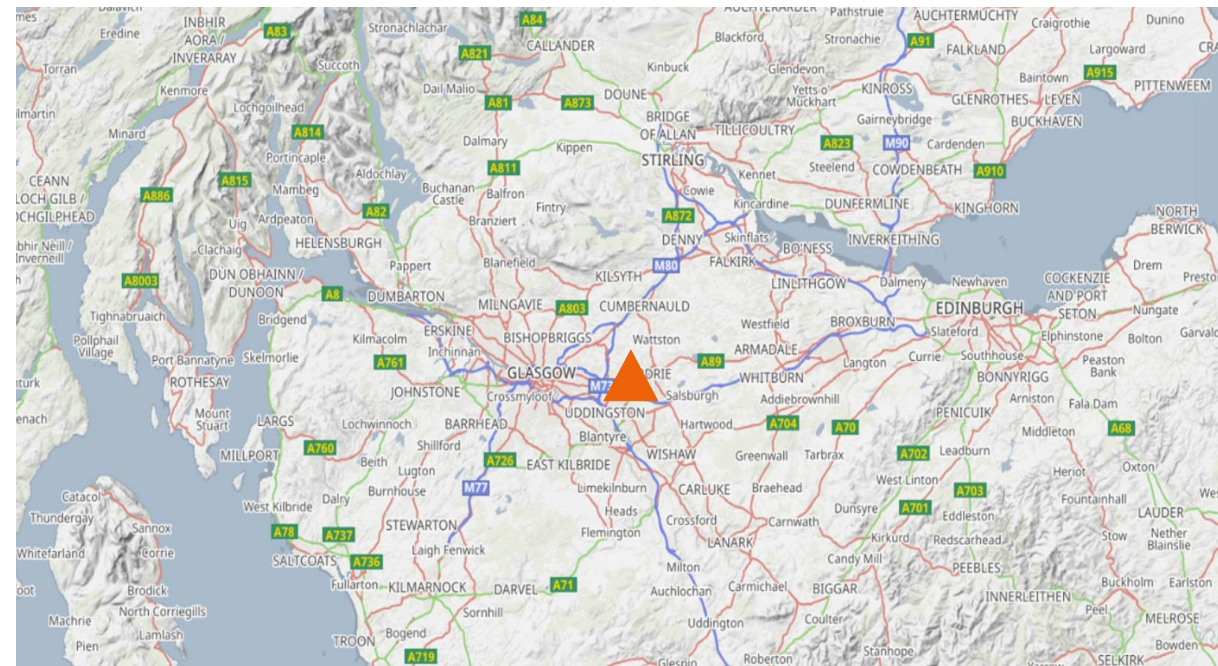 INBHIR
AORA /
INVERARAY
Eredine
A83
Stronachlachar
A84
CALLANDER
A821
AUCHTERARDER
Pathstruie
AUCHTERMUCHTY
Craigrothie
Dunino
Blackford
Stronachie
A91
FALKLAND
Largoward
Torran
Succoth
Kenmore
Dail Malio
Kinbuck
Glendevon
Baintown
A915
PITTENWEEM
Lochgoilhead
A81
A873
DOUNE
Yetts o'
Muckhart
KINROSS
GLENROTHES
LEVEN
BUCKHAVEN
Minard
A814
BRIDGE
OF ALLAN
TILLICOULTRY
Gairneybridge
Portincaple
Dalmary
Kippen
A823
M90
Cardenden
STIRLING
Aldochlay
A811
Steelend
COWDENBEATH
A910
CEANN
LOCH GILB /
A886
A815
Mambeg
Buchanan
Castle
Balfron
Kennet
Cowie
Kincardine
DUNFERMLINE
KINGHORN
Fintry
A82
Uig
Ardpeaton
Branziert
A872
NORTH
BERWICK
Clachaig
HELENSBURGH
DENNY
Skinflats
BO'NESS
INVERKEITHING
Pappert
Blanefield
M80
FALKIRK
Drem
A8003
DUN OBHAINN /
DUNOON
A8
DUMBARTON
KILSYTH
LINLITHGOW
Dalmeny
Newhaven
COCKENZIE
AND PORT
SETON
MILNGAVIE
A803
CUMBERNAULD
EDINBURGH
Nungate
Tighnabruaich
Bridgend
ERSKINE
BISHOPBRIGGS
Wattston
Westfield
BROXBURN
Slateford
Elphinstone
Bolton
Pollphail
Village
Kilmacolm
Inchinnan
ARMADALE
Port Bannatyne
Skelmorlie
A761
GLASGOW
M73
A89
Langton
Currie
Southhouse
Peaston
Bank
ROTHESAY
JOHNSTONE
Crossmyloof
Salsburgh
WHITBURN
BONNYRIGG
Addiebrownhill
Arniston
Mount
Stuart
LARGS
Lochwinnoch
BARRHEAD
UDDINGSTON
Hartwood
A704
A70
PENICUIK
Fala Dam
Blantyre
Middleton
A68
MILLPORT
A760
Shillford
Beith
A726
EAST KILBRIDE
WISHAW
Greenwall
Tarbrax
A702
Leadburn
Lugton
Heriot
Oxton
Catacol
Dalry
Burnhouse
M77
Limekilnburn
CARLUKE
Braehead
West Linton
A703
Thundergay
Sannox
West Kilbride
Heads
Dunsyre
A701
Eddleston
Fountainhall
LAUDER
A78
A737
STEWARTON
Flemington
Crossford
Carnwath
Whitefarland
Corrie
Laigh Fenwick
LANARK
Kirkurd
Redscarhead
Stow
Nether
Blainslie
SALTCOATS
A736
Candy Mill
PEEBLES
Fullarton
KILMARNOCK
DARVEL
A71
Milton
Brodick
Auchlochan
Carmichael
BIGGAR
INNERLEITHEN
Buckholm
Earlston
Machrie
North Corriegills
Sornhill
Peel
MELROSE
Pien
Lamlash
TROON
Bogend
Uddington
Coulter
Bowden
A719
Roberton
Stanhope
SELKIRK